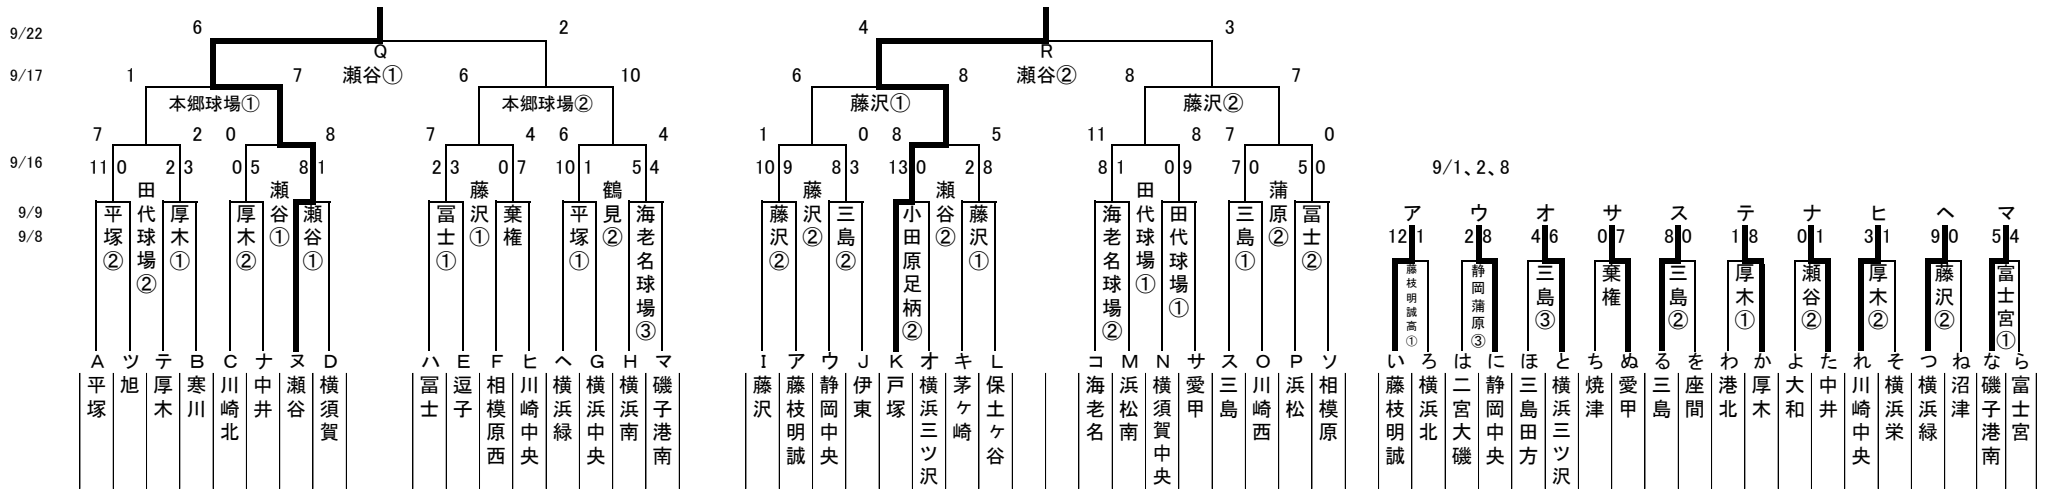 6 2 4 3
9/22
Q R
9/17 1 7 瀬谷① 6 10 6 8 瀬谷② 8 7
本郷球場① 本郷球場② 藤沢① 藤沢②
7 2 0 8 7 4 6 4 1 0 8 5 11 8 7 0
9/16 11 0 2 3 0 5 8 1 2 3 0 7 10 1 5 4 10 9 8 3 13 0 2 8 8 1 0 9 7 0 5 0 9/1、2、8
田代球場② 瀬谷① 藤沢① 鶴見② 藤沢② 瀬谷② 田代球場① 蒲原②
9/9
9/8
平塚② 厚木① 厚木② 瀬谷① 冨士① 棄権 平塚① 海老名球場③ 藤沢② 三島② 小田原足柄② 藤沢① 海老名球場② 田代球場① 三島① 冨士②
ア ウ オ サ ス テ ナ ヒ ヘ マ
12 1 2 8 4 6 0 7 8 0 1 8 0 1 3 1 9 0 5 4
藤枝明誠高① 静岡蒲原③ 三島③ 棄権 三島② 厚木① 瀬谷② 厚木② 藤沢② 富士宮①
A ツ テ B C ナ ヌ D ハ E F ヒ ヘ G H マ I ア ウ J K オ キ L コ M N サ ス O P ソ い ろ は に ほ と ち ぬ る を わ か よ た れ そ つ ね な ら
平塚
旭
厚木
寒川
川崎北
中井
瀬谷
横須賀
冨士
逗子
相模原西
川崎中央
横浜緑
横浜中央
横浜南
磯子港南
藤沢
藤枝明誠
静岡中央
伊東
戸塚
横浜三ツ沢
茅ヶ崎
保土ヶ谷
海老名
浜松南
横須賀中央
愛甲
三島
川崎西
浜松
相模原
藤枝明誠
横浜北
二宮大磯
静岡中央
三島田方
横浜三ツ沢
焼津
愛甲
三島
座間
港北
厚木
大和
中井
川崎中央
横浜栄
横浜緑
沼津
磯子港南
富士宮